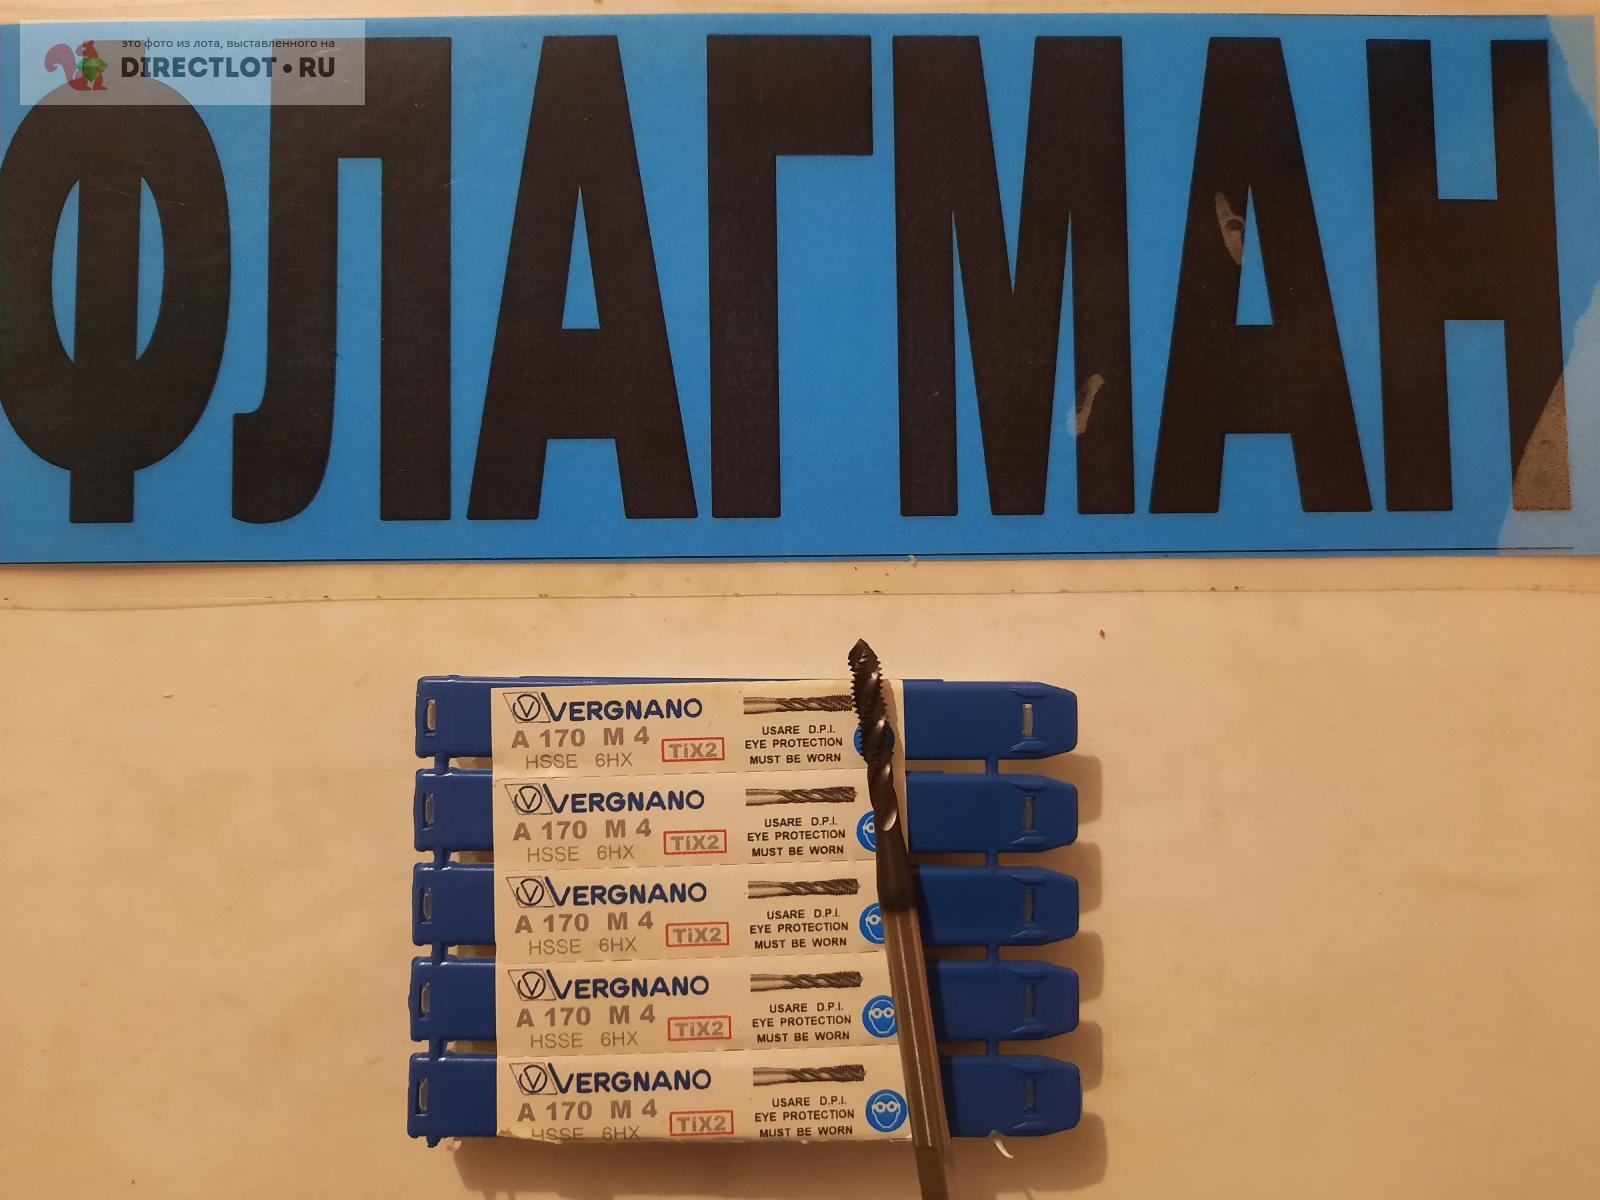 это фото из лота, выставленного на
DIRECTLOT•RU
ФЛАГМАН
VERGNANO
A 170 M 4
HSSE 6HX
TiX2
USARE D.P.I.
EYE PROTECTION
MUST BE WORN
VERGNANO
A 170 M 4
HSSE 6HX
TiX2
USARE D.P.I.
EYE PROTECTION
MUST BE WORN
VERGNANO
A 170 M 4
HSSE 6HX
TiX2
USARE D.P.I.
EYE PROTECTION
MUST BE WORN
VERGNANO
A 170 M 4
HSSE 6HX
TiX2
USARE D.P.I.
EYE PROTECTION
MUST BE WORN
VERGNANO
A 170 M 4
HSSE 6HX
TiX2
USARE D.P.I.
EYE PROTECTION
MUST BE WORN